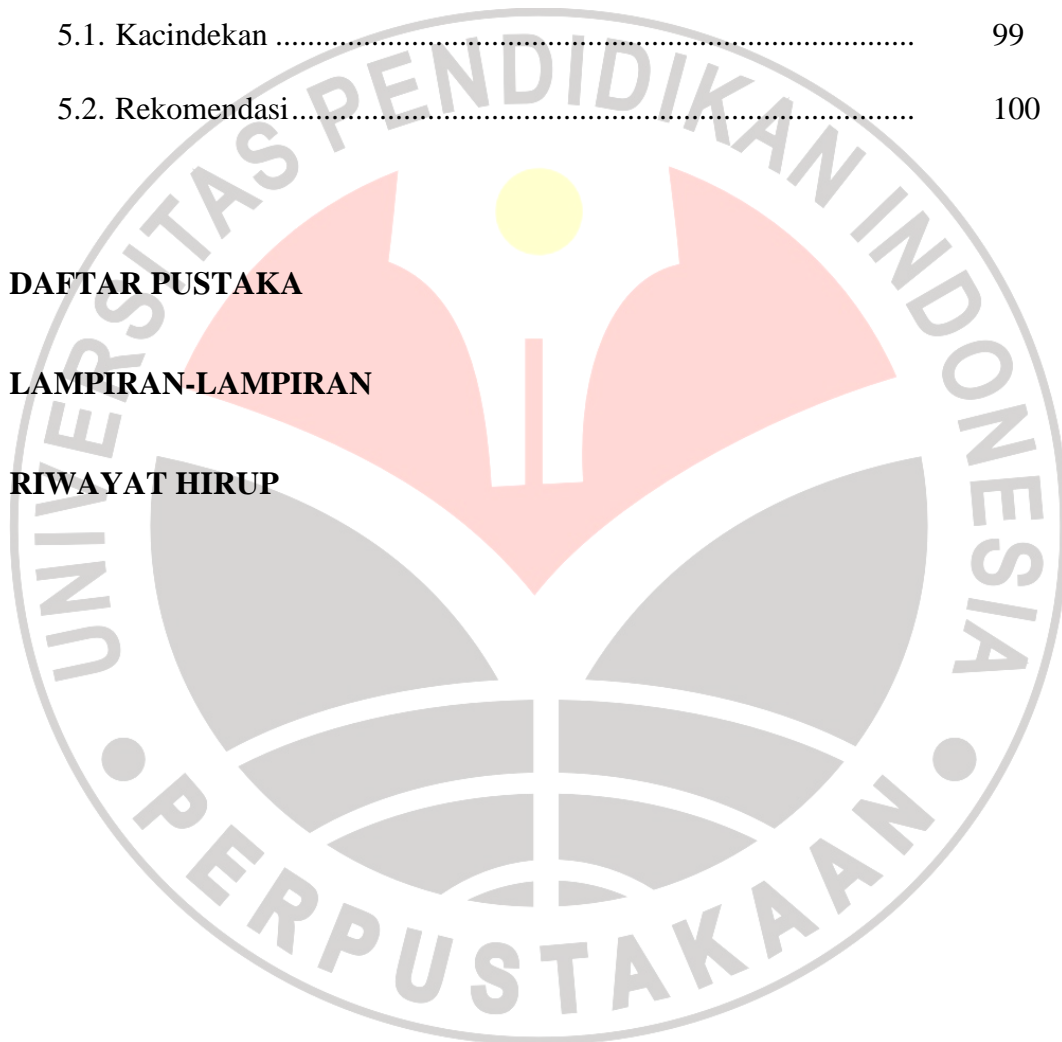 5.1. Kacindekan ............................................................................... 99
5.2. Rekomendasi............................................................................. 100
DAFTAR PUSTAKA
LAMPIRAN-LAMPIRAN
RIWAYAT HIRUP
UNIVERSITAS PENDIDIKAN INDONESIA
PERPUSTAKAAN